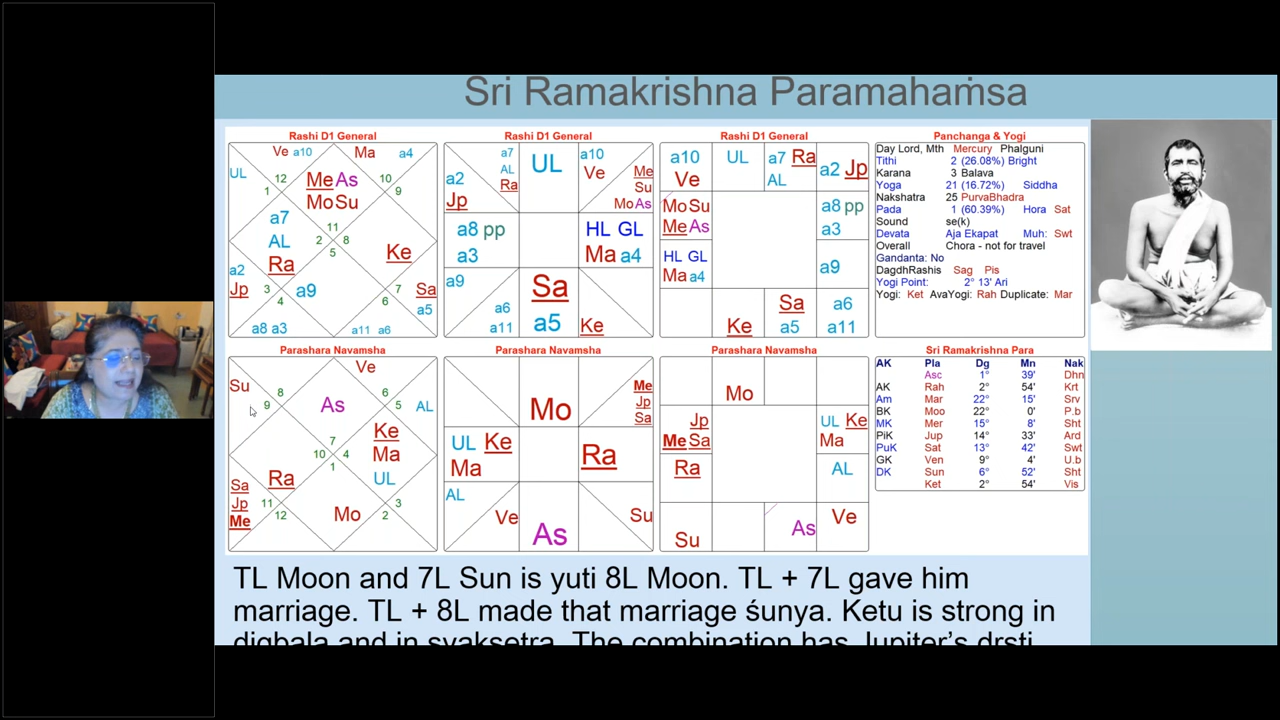 Sri Ramakrishna Paramahaṁsa
Rashi D1 General
Rashi D1 General
Rashi D1 General
Panchanga & Yogi
Ve a10
Ma
a4
UL
12
1
Me As
Mo Su
10
9
a7
AL
Ra
11
2 8
5
Ke
a2
Jp
3
4
a9
7
6
Sa
a5
a8 a3
a11 a6
a7
AL
Ra
UL
a10
Ve
Me
Su
Mo As
a2
Jp
a8 pp
a3
HL GL
Ma a4
a9
a6
a11
Sa
a5
Ke
a10
Ve
UL
a7 Ra
AL
a2 Jp
Mo Su
Me As
a8 pp
a3
HL GL
Ma a4
a9
Ke
Sa
a5
a6
a11
Day Lord, Mth Mercury Phalguni
Tithi 2 (26.08%) Bright
Karana 3 Balava
Yoga 21 (16.72%) Siddha
Nakshatra 25 PurvaBhadra
Pada 1 (60.39%) Hora Sat
Sound se(k)
Devata Aja Ekapat Muh: Swt
Overall Chora - not for travel
Gandanta: No
DagdhRashis Sag Pis
Yogi Point: 2° 13' Ari
Yogi: Ket AvaYogi: Rah Duplicate: Mar
Parashara Navamsha
Parashara Navamsha
Parashara Navamsha
Sri Ramakrishna Para
Su
8
9
Ve
As
6
5
AL
7
10 4
1
Ke
Ma
UL
Ra
Sa
Jp
Me
11
12
Mo
3
2
Mo
Me
Jp
Sa
UL Ke
Ma
Ra
AL
Ve
As
Su
Mo
Jp
Me Sa
UL Ke
Ma
Ra
AL
Su
As
Ve
AK Pla Dg Mn Nak
Asc 1° 39' Dhn
AK Rah 2° 54' Krt
Am Mar 22° 15' Srv
BK Moo 22° 0' P.b
MK Mer 15° 8' Sht
PiK Jup 14° 33' Ard
PuK Sat 13° 42' Swt
GK Ven 9° 4' U.b
DK Sun 6° 52' Sht
Ket 2° 54' Vis
TL Moon and 7L Sun is yuti 8L Moon. TL + 7L gave him
marriage. TL + 8L made that marriage śunya. Ketu is strong in
digbala and in svakṣetra. The combination has Jupiter's dṛṣṭi